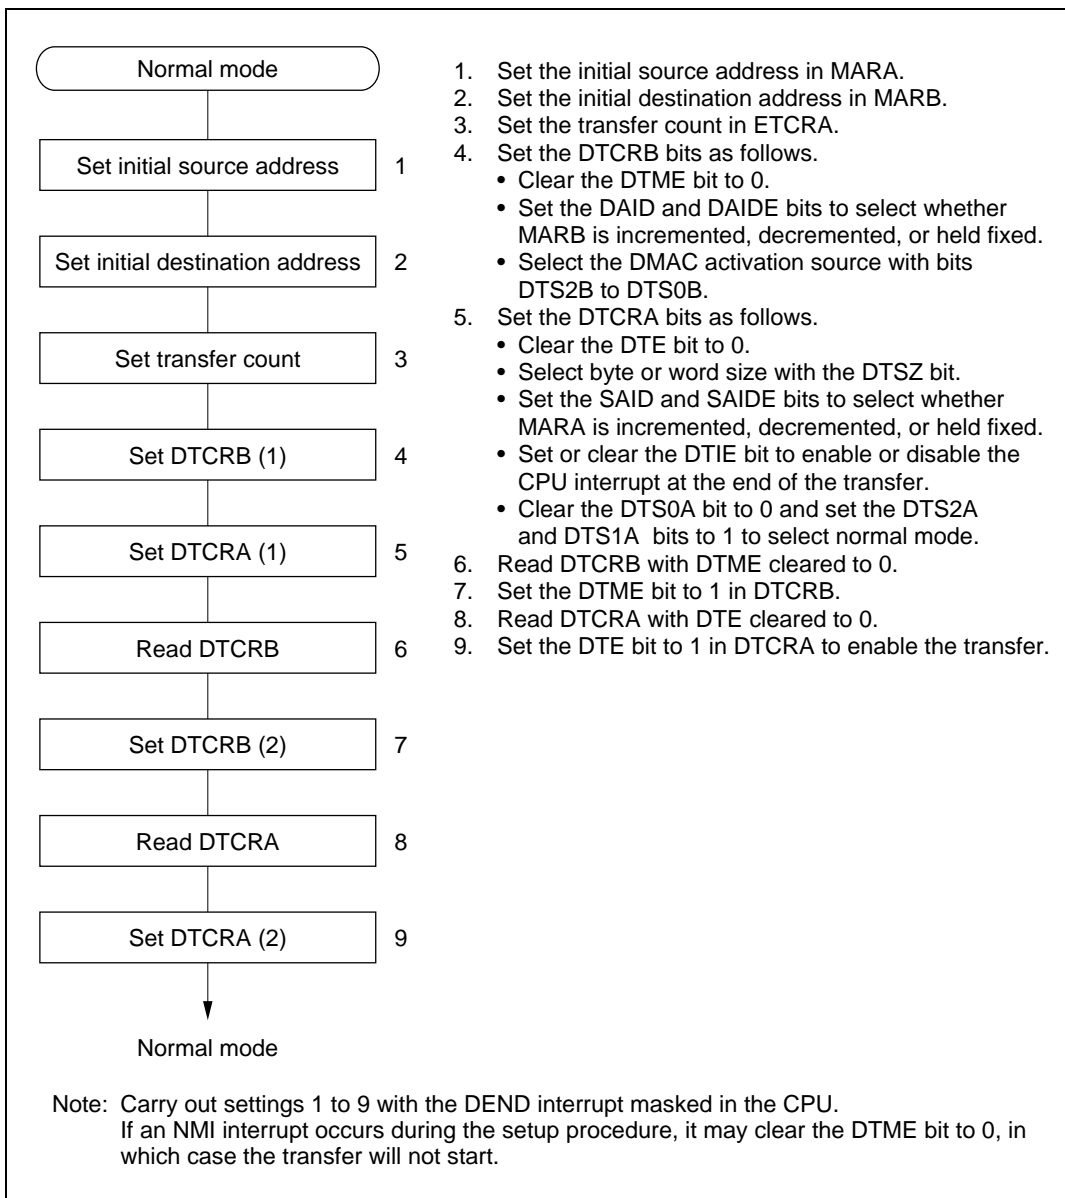 Normal mode
Set initial source address 1
Set initial destination address 2
Set transfer count 3
Set DTCRB (1) 4
Set DTCRA (1) 5
Read DTCRB 6
Set DTCRB (2) 7
Read DTCRA 8
Set DTCRA (2) 9
Normal mode
1. Set the initial source address in MARA.
2. Set the initial destination address in MARB.
3. Set the transfer count in ETCRA.
4. Set the DTCRB bits as follows.
• Clear the DTME bit to 0.
• Set the DAID and DAIDE bits to select whether
MARB is incremented, decremented, or held fixed.
• Select the DMAC activation source with bits
DTS2B to DTS0B.
5. Set the DTCRA bits as follows.
• Clear the DTE bit to 0.
• Select byte or word size with the DTSZ bit.
• Set the SAID and SAIDE bits to select whether
MARA is incremented, decremented, or held fixed.
• Set or clear the DTIE bit to enable or disable the
CPU interrupt at the end of the transfer.
• Clear the DTS0A bit to 0 and set the DTS2A
and DTS1A bits to 1 to select normal mode.
6. Read DTCRB with DTME cleared to 0.
7. Set the DTME bit to 1 in DTCRB.
8. Read DTCRA with DTE cleared to 0.
9. Set the DTE bit to 1 in DTCRA to enable the transfer.
Note: Carry out settings 1 to 9 with the DEND interrupt masked in the CPU.
If an NMI interrupt occurs during the setup procedure, it may clear the DTME bit to 0, in
which case the transfer will not start.